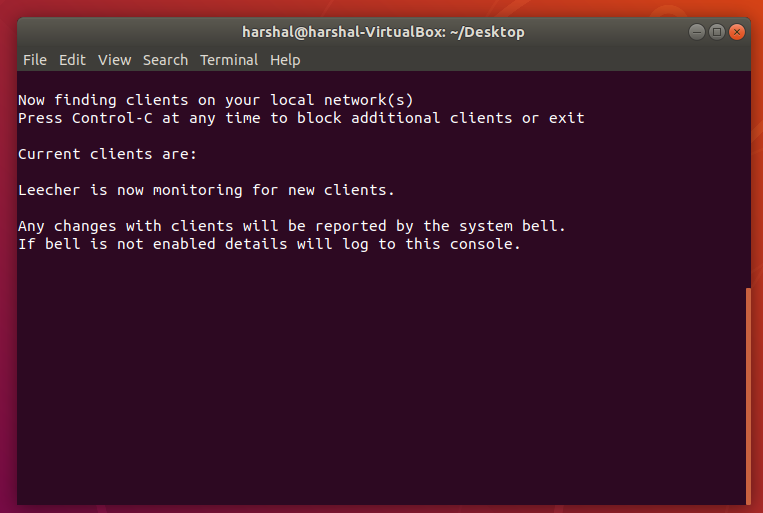 harshal@harshal-VirtualBox: ~/Desktop
File Edit View Search Terminal Help
Now finding clients on your local network(s)
Press Control-C at any time to block additional clients or exit
Current clients are:
Leecher is now monitoring for new clients.
Any changes with clients will be reported by the system bell.
If bell is not enabled details will log to this console.